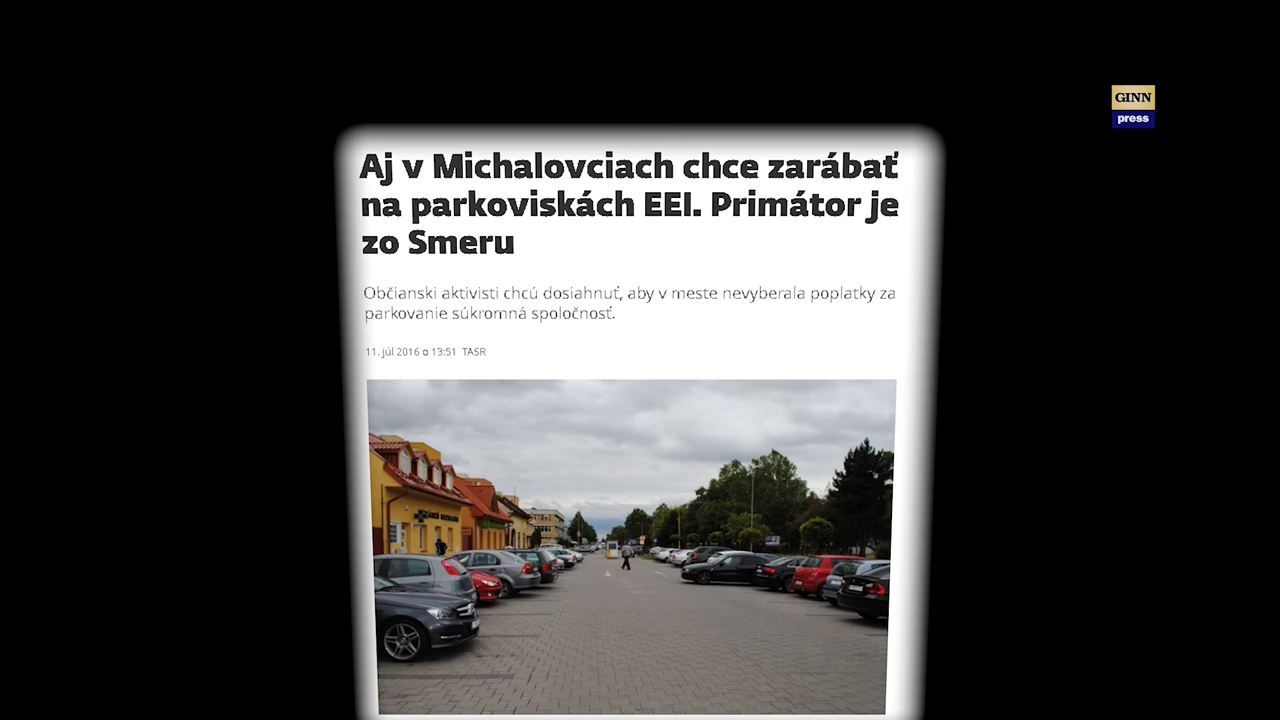 GINN
press
Aj v Michalovciach chce zarábať
na parkoviskách EEI. Primátor je
zo Smeru
Občianski aktivisti chcú dosiahnuť, aby v meste nevyberala poplatky za
parkovanie súkromná spoločnosť.
11. júl 2016 o 13:51 TASR